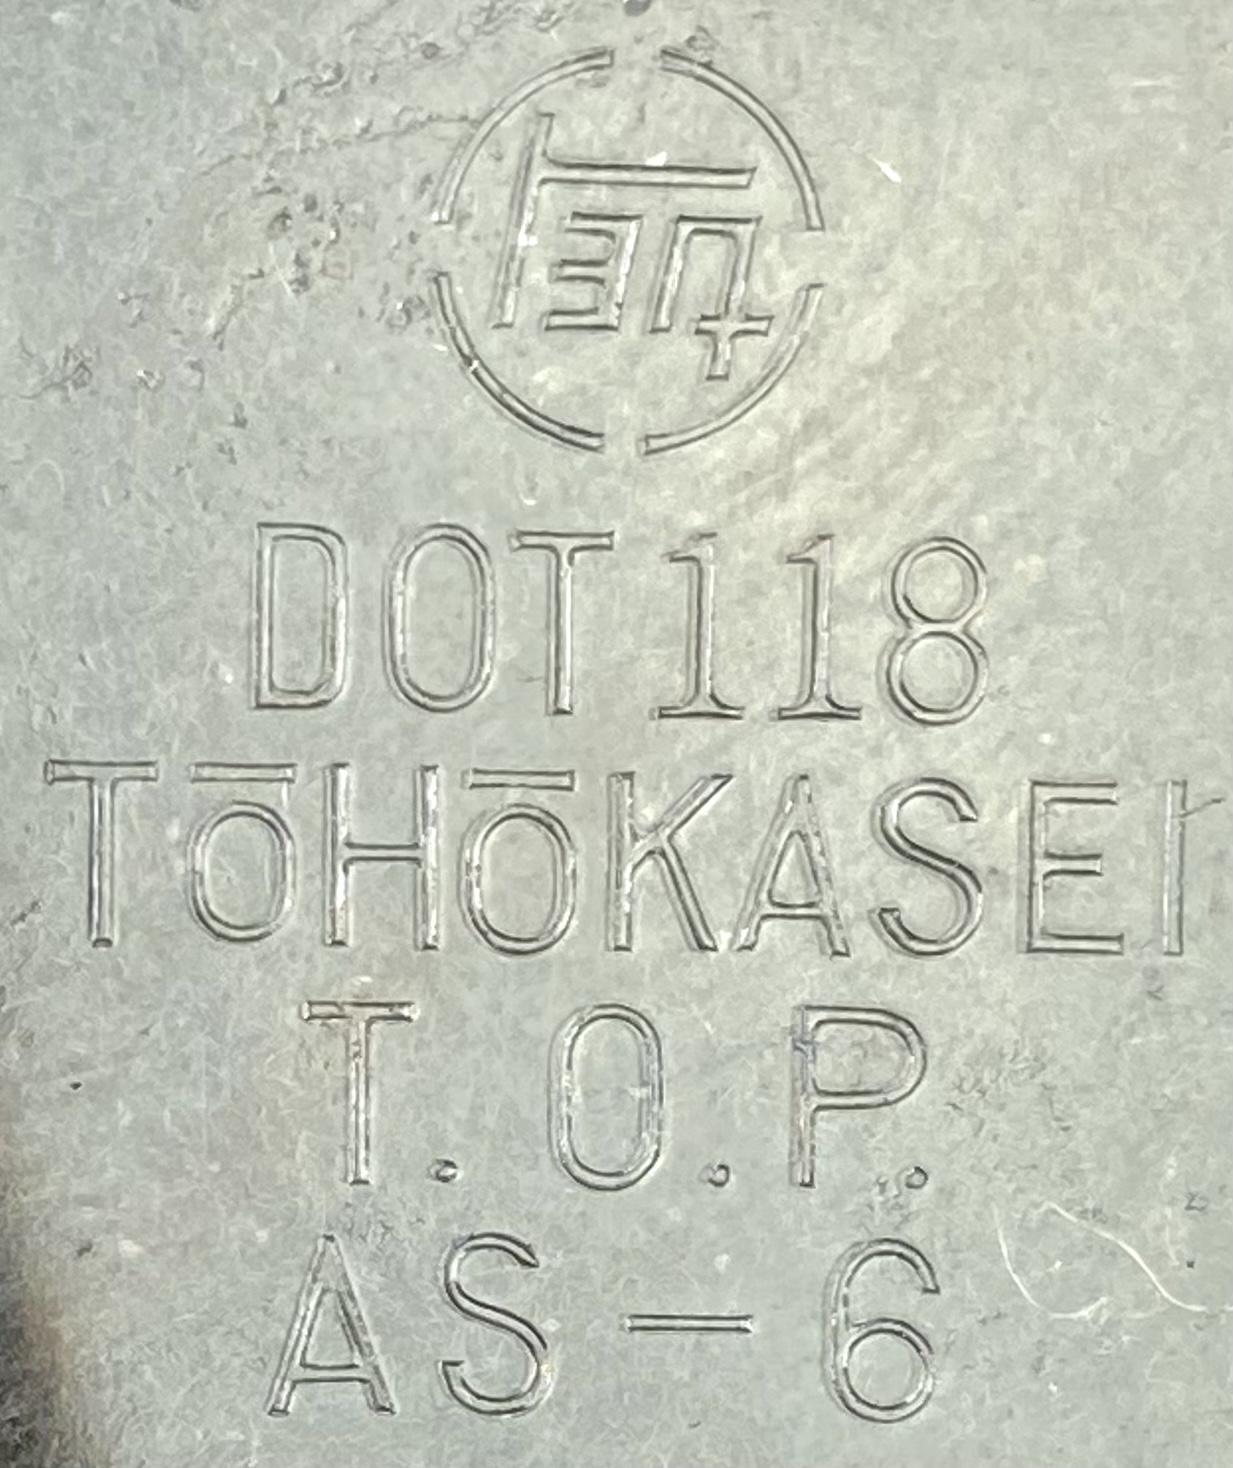 トヨタ
DOT 118
TōHōKASEI
T.O.P.
AS-6